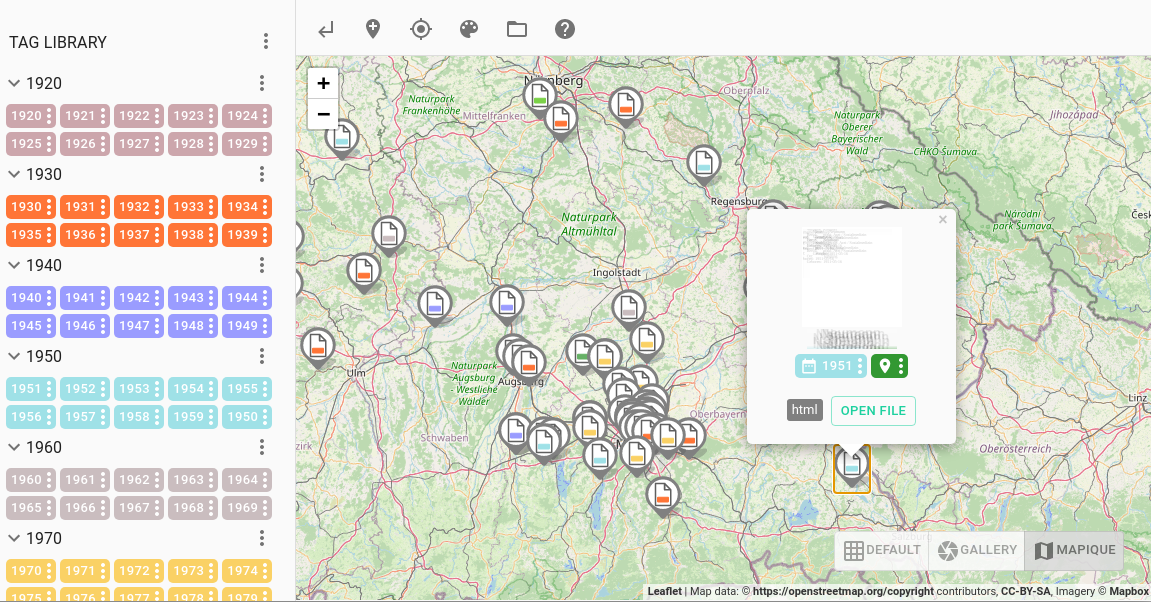 TAG LIBRARY
1920
1920 1921 1922 1923 1924
1925 1926 1927 1928 1929
1930
1930 1931 1932 1933 1934
1935 1936 1937 1938 1939
1940
1940 1941 1942 1943 1944
1945 1946 1947 1948 1949
1950
1951 1952 1953 1954 1955
1956 1957 1958 1959 1950
1960
1960 1961 1962 1963 1964
1965 1966 1967 1968 1969
1970
1970 1971 1972 1973 1974
1975 1976 1977 1978 1979
+
−
Oberpfalz
Naturpark
Frankenhöhe
Mittelfranken
Naturpark
Oberer
Bayerischer
Wald
Jihozápad
CHKO Šumava
Regensburg
Národní
park Šumava
Naturpark
Altmühltal
Ingolstadt
Ulm
Naturpark
Augsburg
- Westliche
Wälder
Augsburg
Schwaben
Oberbayern
Linz
Oberösterreich
Salzburg
×
1951
html
OPEN FILE
DEFAULT
GALLERY
MAPIQUE
Leaflet | Map data: © https://openstreetmap.org/copyright contributors, CC-BY-SA, Imagery © Mapbox